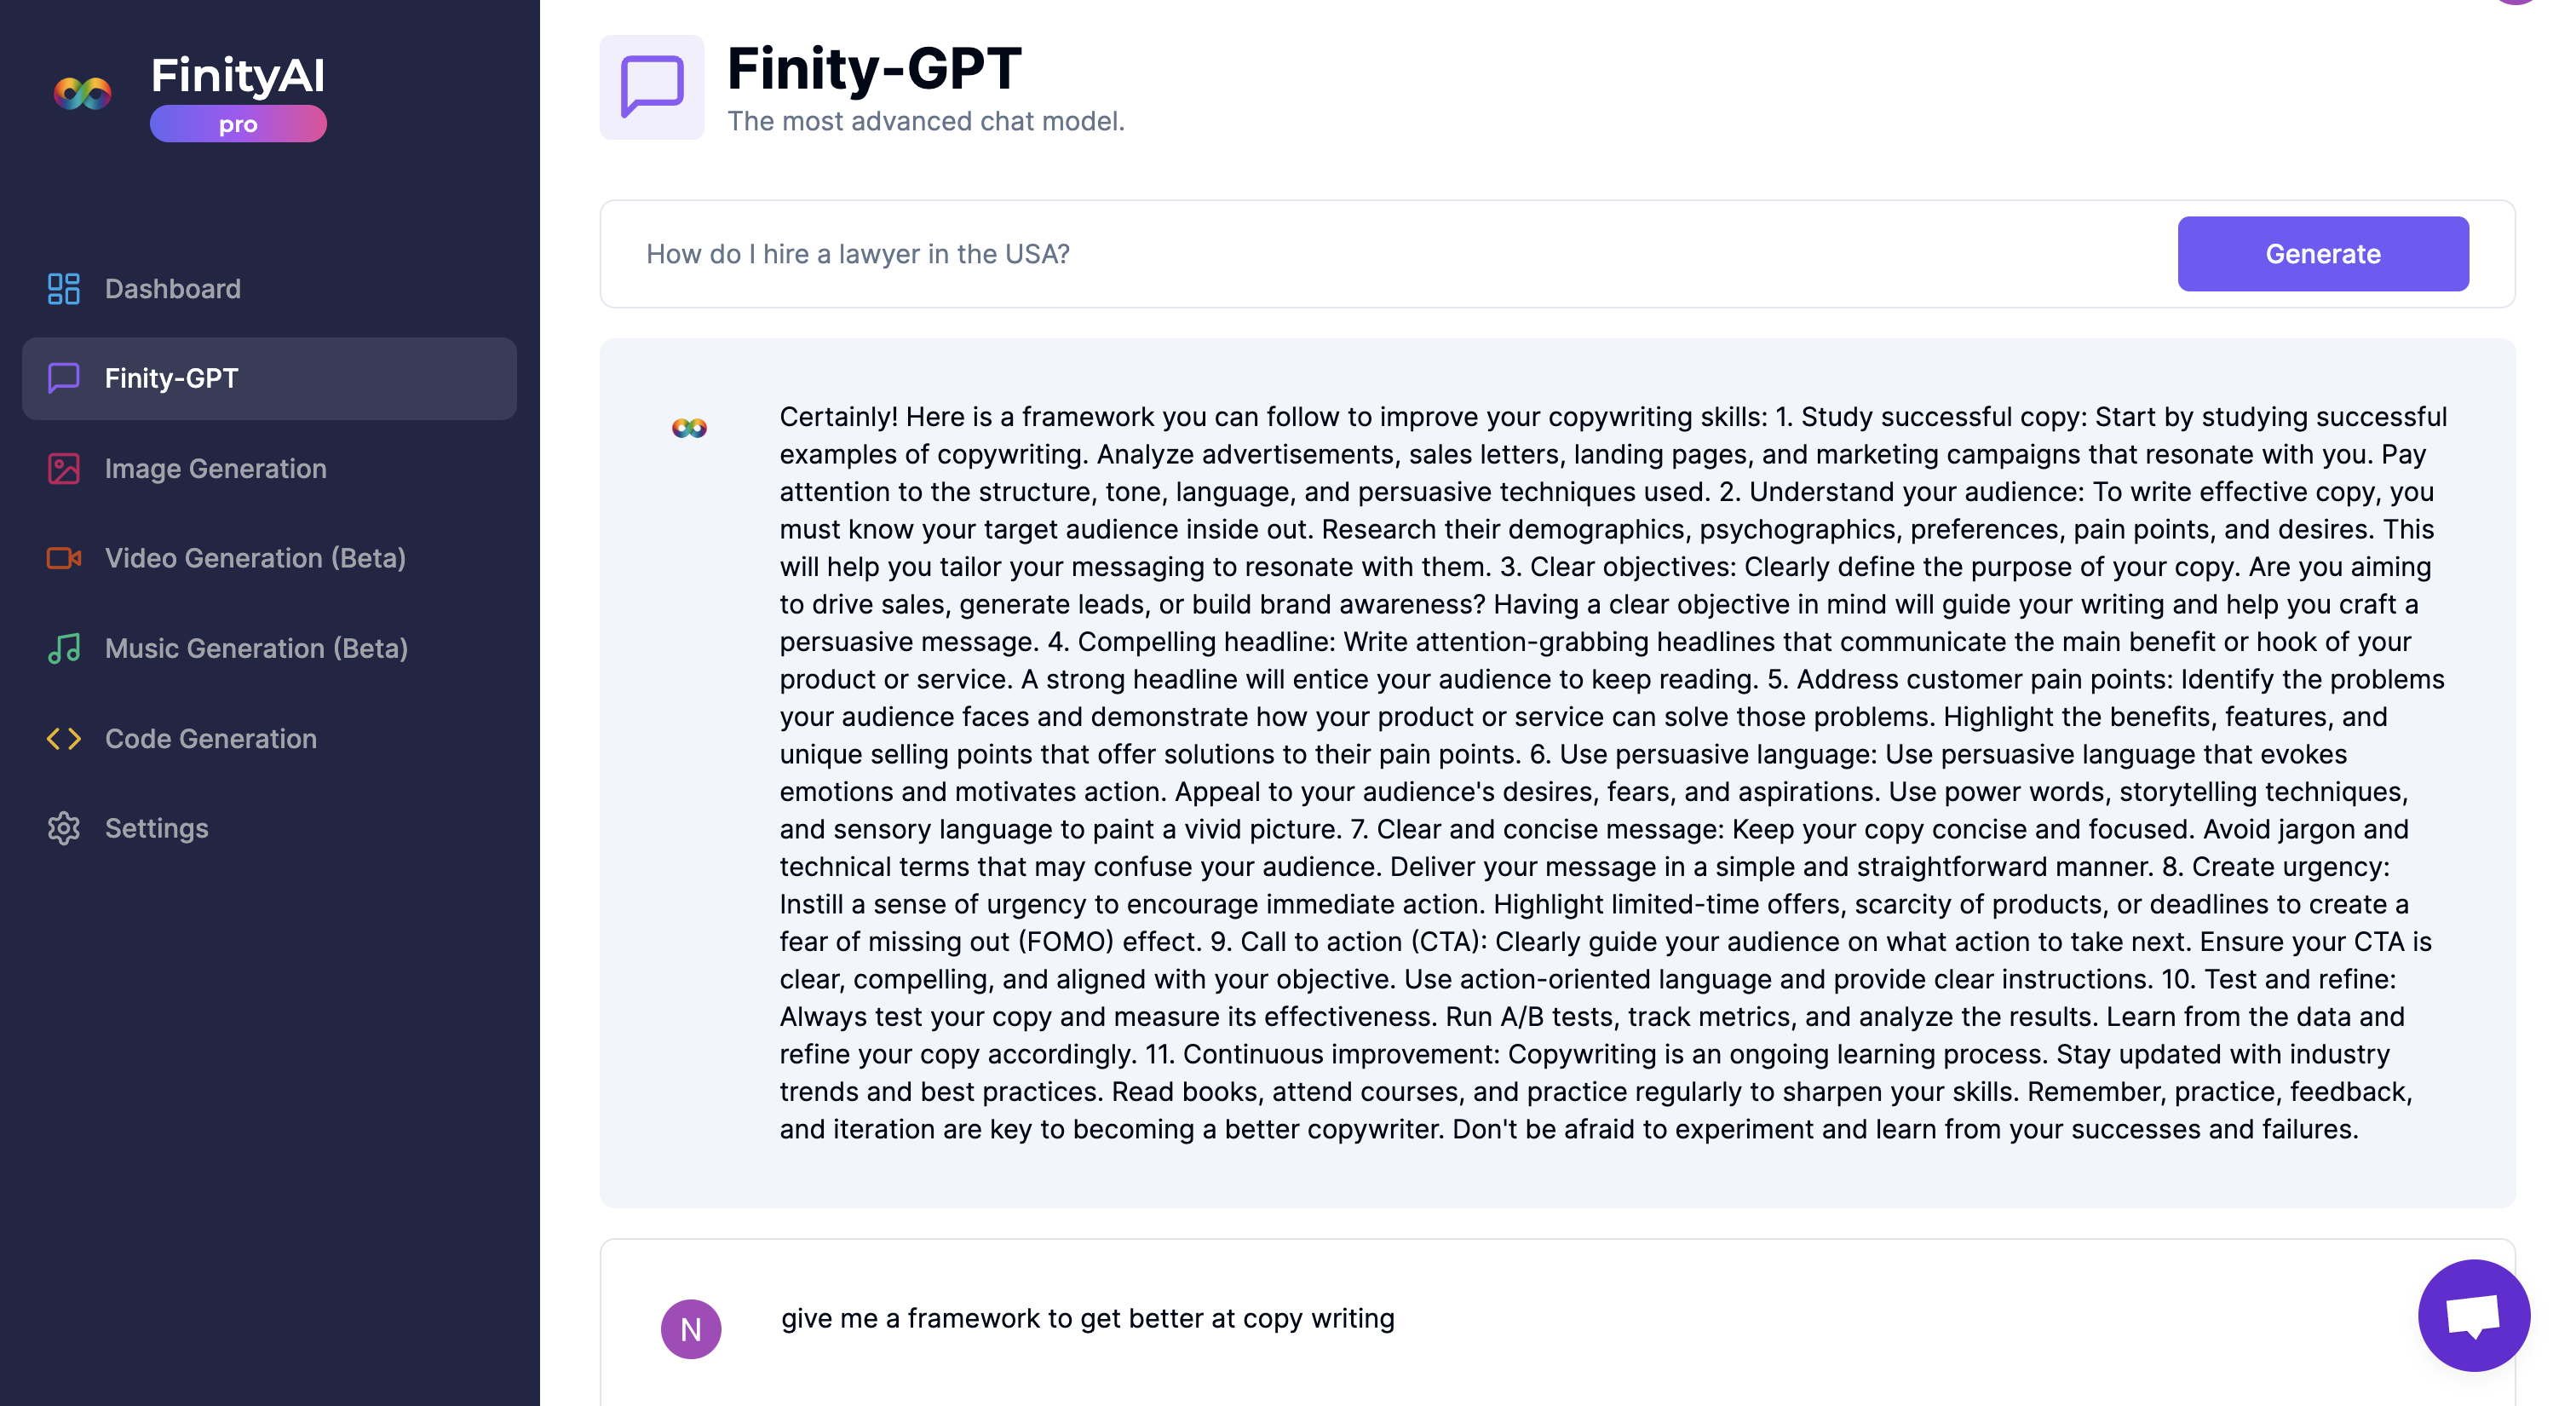 FinityAI
pro
Dashboard
Finity-GPT
Image Generation
Video Generation (Beta)
Music Generation (Beta)
Code Generation
Settings
Finity-GPT
The most advanced chat model.
How do I hire a lawyer in the USA?
Generate
Certainly! Here is a framework you can follow to improve your copywriting skills: 1. Study successful copy: Start by studying successful
examples of copywriting. Analyze advertisements, sales letters, landing pages, and marketing campaigns that resonate with you. Pay
attention to the structure, tone, language, and persuasive techniques used. 2. Understand your audience: To write effective copy, you
must know your target audience inside out. Research their demographics, psychographics, preferences, pain points, and desires. This
will help you tailor your messaging to resonate with them. 3. Clear objectives: Clearly define the purpose of your copy. Are you aiming
to drive sales, generate leads, or build brand awareness? Having a clear objective in mind will guide your writing and help you craft a
persuasive message. 4. Compelling headline: Write attention-grabbing headlines that communicate the main benefit or hook of your
product or service. A strong headline will entice your audience to keep reading. 5. Address customer pain points: Identify the problems
your audience faces and demonstrate how your product or service can solve those problems. Highlight the benefits, features, and
unique selling points that offer solutions to their pain points. 6. Use persuasive language: Use persuasive language that evokes
emotions and motivates action. Appeal to your audience's desires, fears, and aspirations. Use power words, storytelling techniques,
and sensory language to paint a vivid picture. 7. Clear and concise message: Keep your copy concise and focused. Avoid jargon and
technical terms that may confuse your audience. Deliver your message in a simple and straightforward manner. 8. Create urgency:
Instill a sense of urgency to encourage immediate action. Highlight limited-time offers, scarcity of products, or deadlines to create a
fear of missing out (FOMO) effect. 9. Call to action (CTA): Clearly guide your audience on what action to take next. Ensure your CTA is
clear, compelling, and aligned with your objective. Use action-oriented language and provide clear instructions. 10. Test and refine:
Always test your copy and measure its effectiveness. Run A/B tests, track metrics, and analyze the results. Learn from the data and
refine your copy accordingly. 11. Continuous improvement: Copywriting is an ongoing learning process. Stay updated with industry
trends and best practices. Read books, attend courses, and practice regularly to sharpen your skills. Remember, practice, feedback,
and iteration are key to becoming a better copywriter. Don't be afraid to experiment and learn from your successes and failures.
N
give me a framework to get better at copy writing